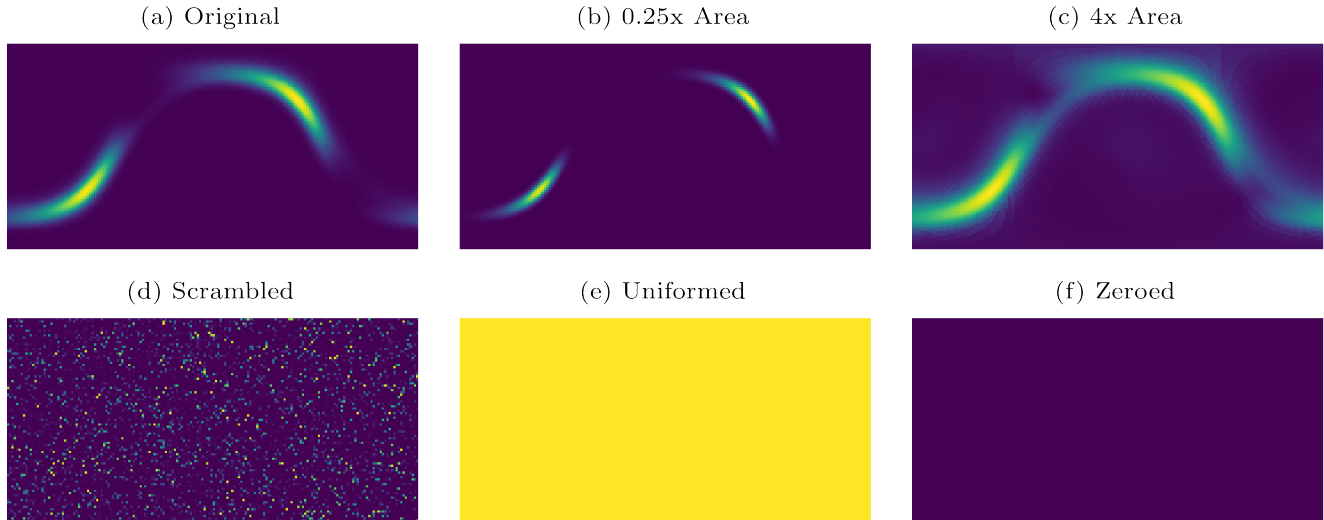 (a) Original
(b) 0.25x Area
(c) 4x Area
(d) Scrambled
(e) Uniformed
(f) Zeroed